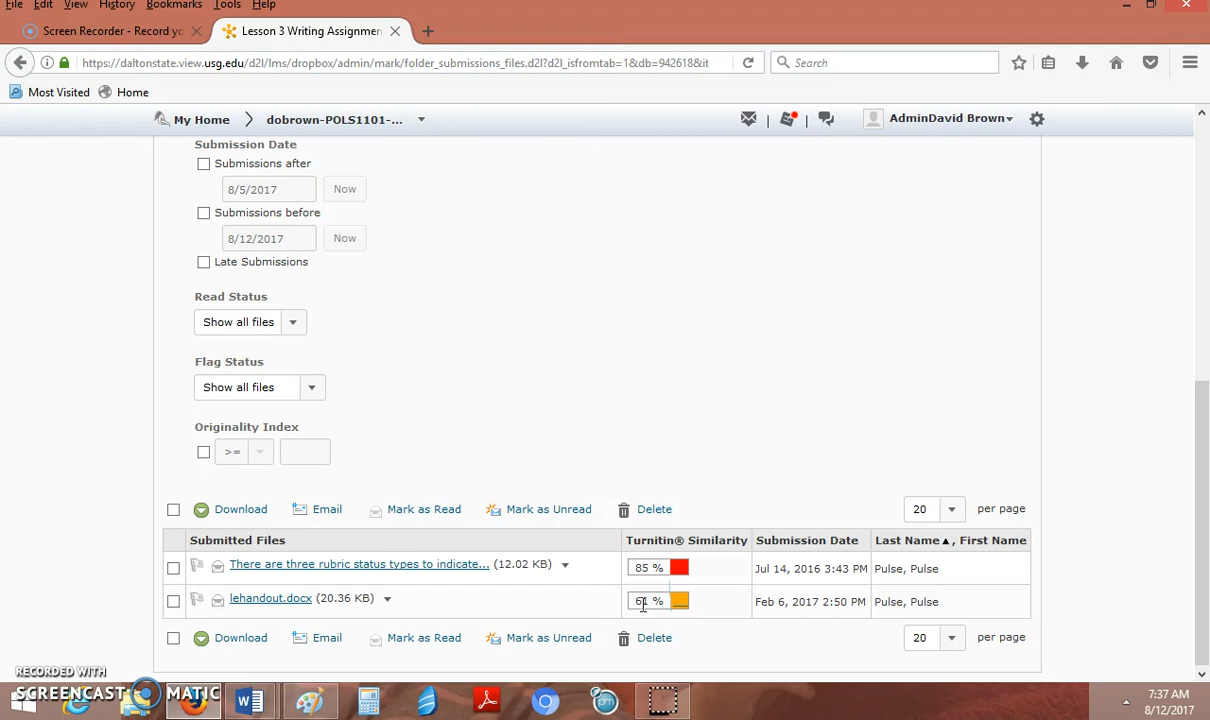 File Edit View History Bookmarks Tools Help
Screen Recorder - Record yo
Lesson 3 Writing Assignmen
https://daltonstate.view.usg.edu/d2l/lms/dropbox/admin/mark/folder_submissions_files.d2l?d2l_isfromtab=1&db=942618&it
Search
Most Visited Home
My Home dobrown-POLS1101-... AdminDavid Brown
Submission Date
Submissions after
8/5/2017 Now
Submissions before
8/12/2017 Now
Late Submissions
Read Status
Show all files
Flag Status
Show all files
Originality Index
>=
Download Email Mark as Read Mark as Unread Delete 20 per page
Submitted Files Turnitin® Similarity Submission Date Last Name▲, First Name
There are three rubric status types to indicate... (12.02 KB) 85 % Jul 14, 2016 3:43 PM Pulse, Pulse
lehandout.docx (20.36 KB) % Feb 6, 2017 2:50 PM Pulse, Pulse
Download Email Mark as Read Mark as Unread Delete 20 per page
RECORDED WITH
SCREENCAST MATIC
7:37 AM
8/12/2017